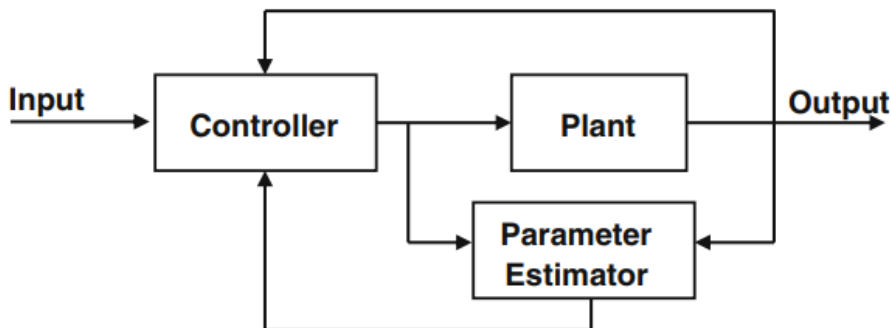 Input
Controller
Plant
Output
Parameter
Estimator